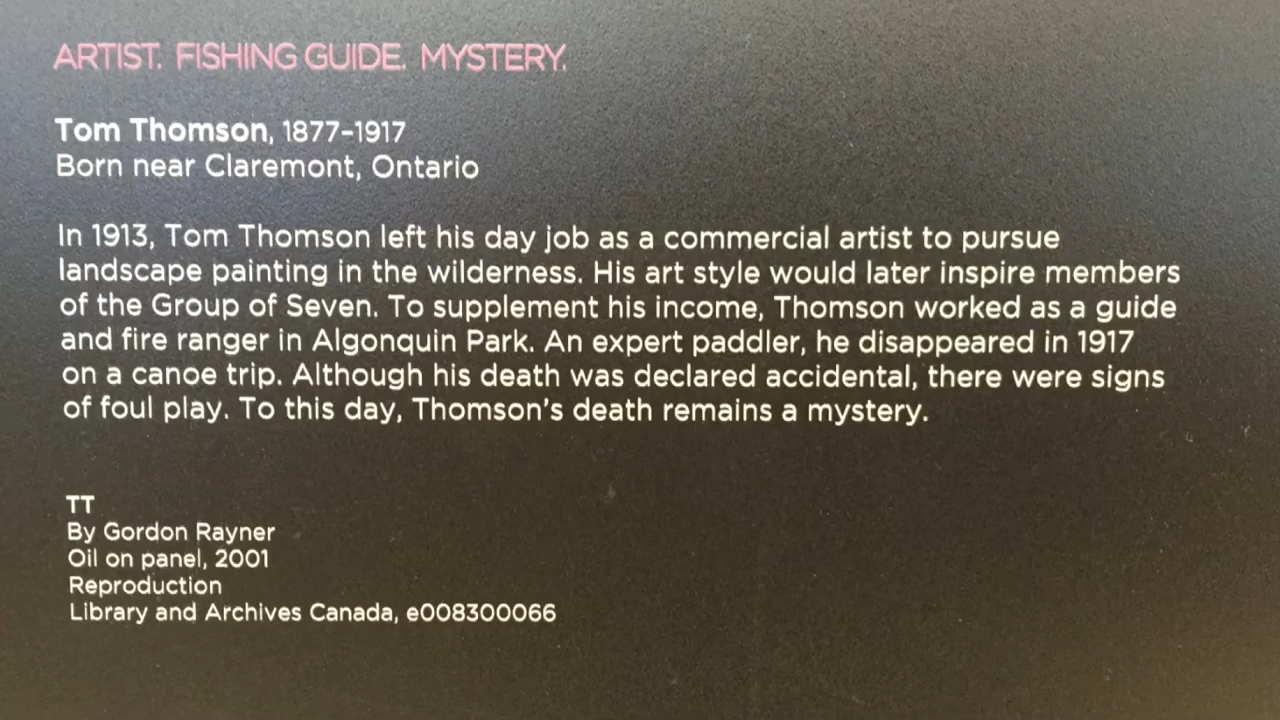 ARTIST. FISHING GUIDE. MYSTERY.
Tom Thomson, 1877–1917
Born near Claremont, Ontario
In 1913, Tom Thomson left his day job as a commercial artist to pursue
landscape painting in the wilderness. His art style would later inspire members
of the Group of Seven. To supplement his income, Thomson worked as a guide
and fire ranger in Algonquin Park. An expert paddler, he disappeared in 1917
on a canoe trip. Although his death was declared accidental, there were signs
of foul play. To this day, Thomson’s death remains a mystery.
TT
By Gordon Rayner
Oil on panel, 2001
Reproduction
Library and Archives Canada, e008300066